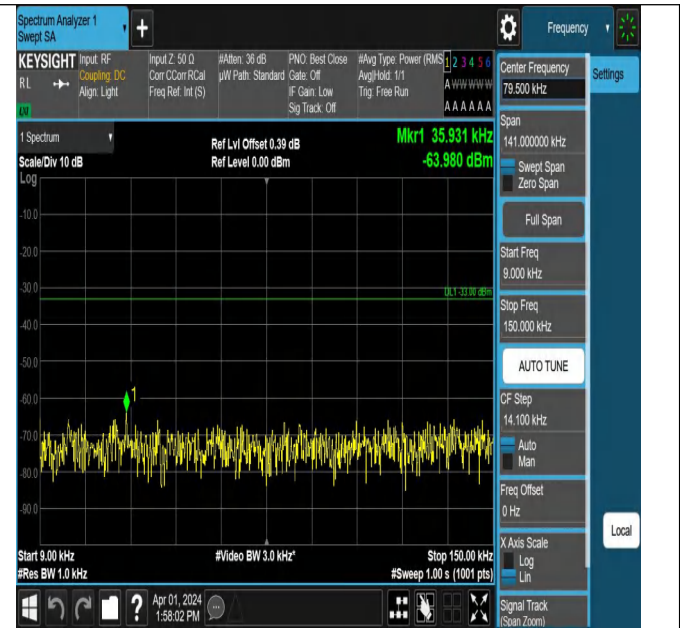 Spectrum Analyzer 1
Swept SA
+
Frequency
KEYSIGHT
RL
LXI
Input: RF
Coupling: DC
Align: Light
Input Z: 50 Ω
Corr CCorr RCal
Freq Ref: Int (S)
#Atten: 36 dB
µW Path: Standard
PNO: Best Close
Gate: Off
IF Gain: Low
Sig Track: Off
#Avg Type: Power (RMS
Avg|Hold: 1/1
Trig: Free Run
1 2 3 4 5 6
A W W W W W
A A A A A A
1 Spectrum
Scale/Div 10 dB
Log
Ref Lvl Offset 0.39 dB
Ref Level 0.00 dBm
Mkr1 35.931 kHz
-63.980 dBm
-10.0
-20.0
-30.0
-40.0
-50.0
-60.0
-70.0
-80.0
-90.0
DL1 -33.00 dBm
1
Start 9.00 kHz
#Res BW 1.0 kHz
#Video BW 3.0 kHz*
Stop 150.00 kHz
#Sweep 1.00 s (1001 pts)
?
Apr 01, 2024
1:58:02 PM
Center Frequency
79.500 kHz
Settings
Span
141.000000 kHz
Swept Span
Zero Span
Full Span
Start Freq
9.000 kHz
Stop Freq
150.000 kHz
AUTO TUNE
CF Step
14.100 kHz
Auto
Man
Freq Offset
0 Hz
Local
X Axis Scale
Log
Lin
Signal Track
(Span Zoom)